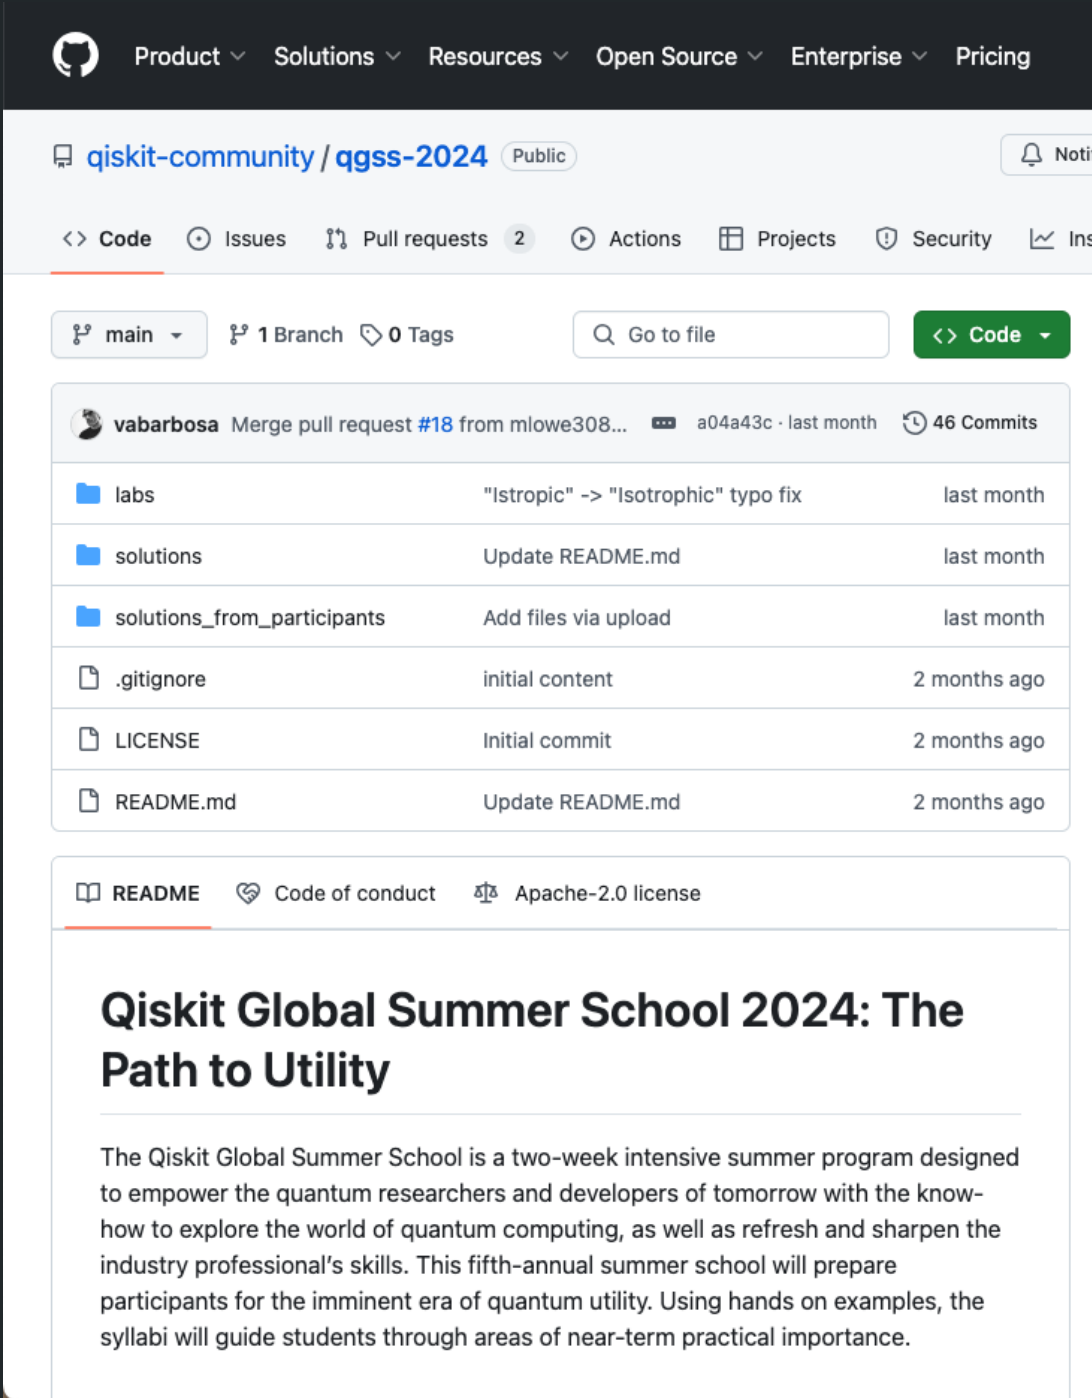 Product Solutions Resources Open Source Enterprise Pricing
qiskit-community / qgss-2024 Public
Code Issues Pull requests 2 Actions Projects Security
main 1 Branch 0 Tags Go to file Code
vabarbosa Merge pull request #18 from mlowe308... a04a43c · last month 46 Commits
labs "Istropic" -> "Isotrophic" typo fix last month
solutions Update README.md last month
solutions_from_participants Add files via upload last month
.gitignore initial content 2 months ago
LICENSE Initial commit 2 months ago
README.md Update README.md 2 months ago
README Code of conduct Apache-2.0 license
Qiskit Global Summer School 2024: The
Path to Utility
The Qiskit Global Summer School is a two-week intensive summer program designed
to empower the quantum researchers and developers of tomorrow with the know-
how to explore the world of quantum computing, as well as refresh and sharpen the
industry professional’s skills. This fifth-annual summer school will prepare
participants for the imminent era of quantum utility. Using hands on examples, the
syllabi will guide students through areas of near-term practical importance.